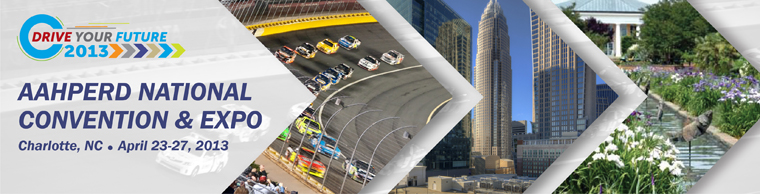 DRIVE YOUR FUTURE
2013
AAHPERD NATIONAL
CONVENTION & EXPO
Charlotte, NC • April 23-27, 2013